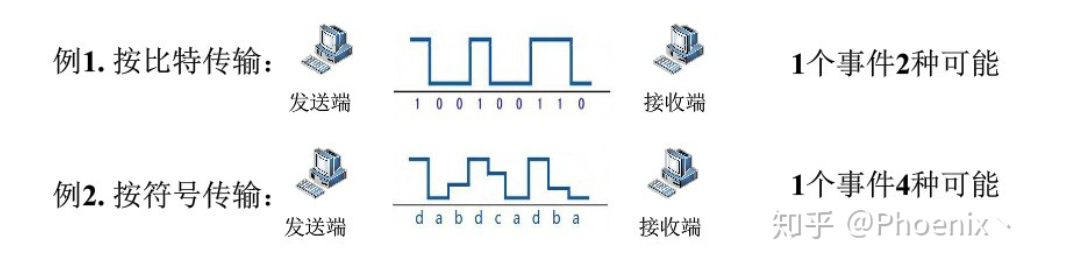 例1. 按比特传输：
发送端
1 0 0 1 0 0 1 1 0
接收端
1个事件2种可能
例2. 按符号传输：
发送端
d a b d c a d b a
接收端
1个事件4种可能
知乎 @Phoenix丶